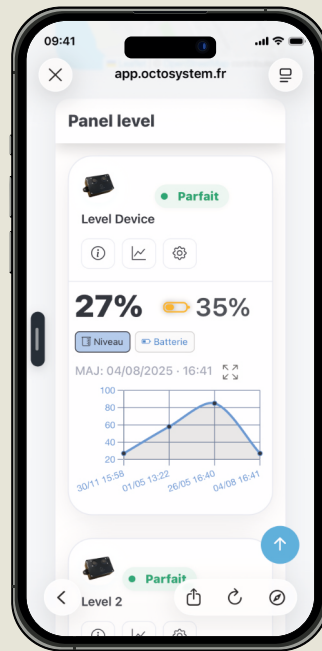 09:41
app.octosystem.fr
Panel level
Parfait
Level Device
27% 35%
Niveau Batterie
MAJ: 04/08/2025 · 16:41
100
80
60
40
20
30/11 15:58 01/05 13:22 26/05 16:40 04/08 16:41
Parfait
Level 2